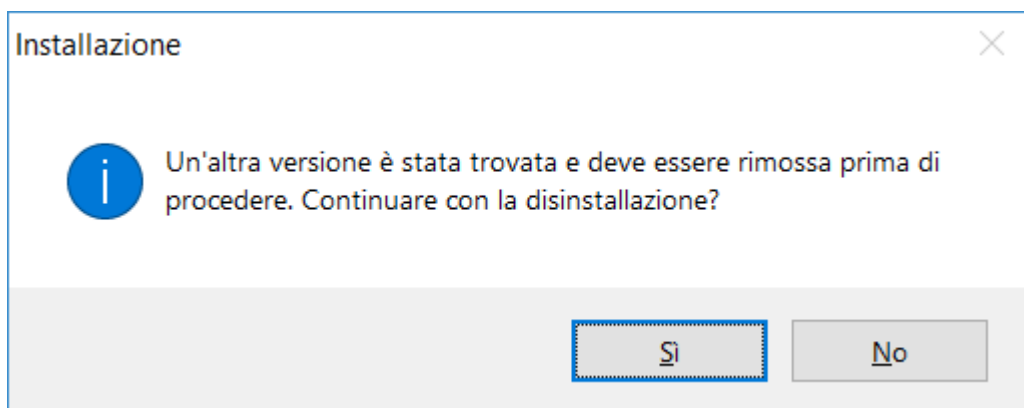 Installazione
Un'altra versione è stata trovata e deve essere rimossa prima di
procedere. Continuare con la disinstallazione?
Sì
No